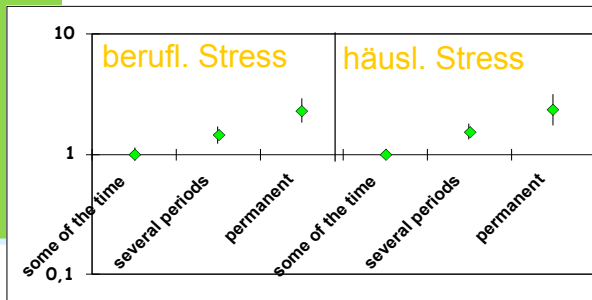 10
berufl. Stress
häusl. Stress
1
some of the time
several periods
permanent
some of the time
several periods
permanent
0,1